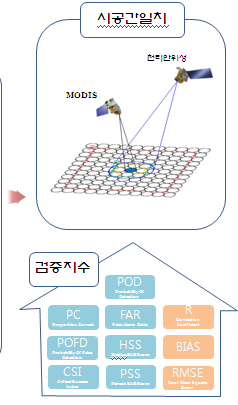 시공간일치
천리안위성
MODIS
검증지수
POD
Probability Of
Detection
PC
Proportion Correct
FAR
False Alarm Ratio
R
Correlation
Coefficient
POFD
Probability Of False
Detection
HSS
Heidke Skill Score
BIAS
CSI
Critical Success
Index
PSS
Peirce Skill Score
RMSE
Root Mean Square
Error